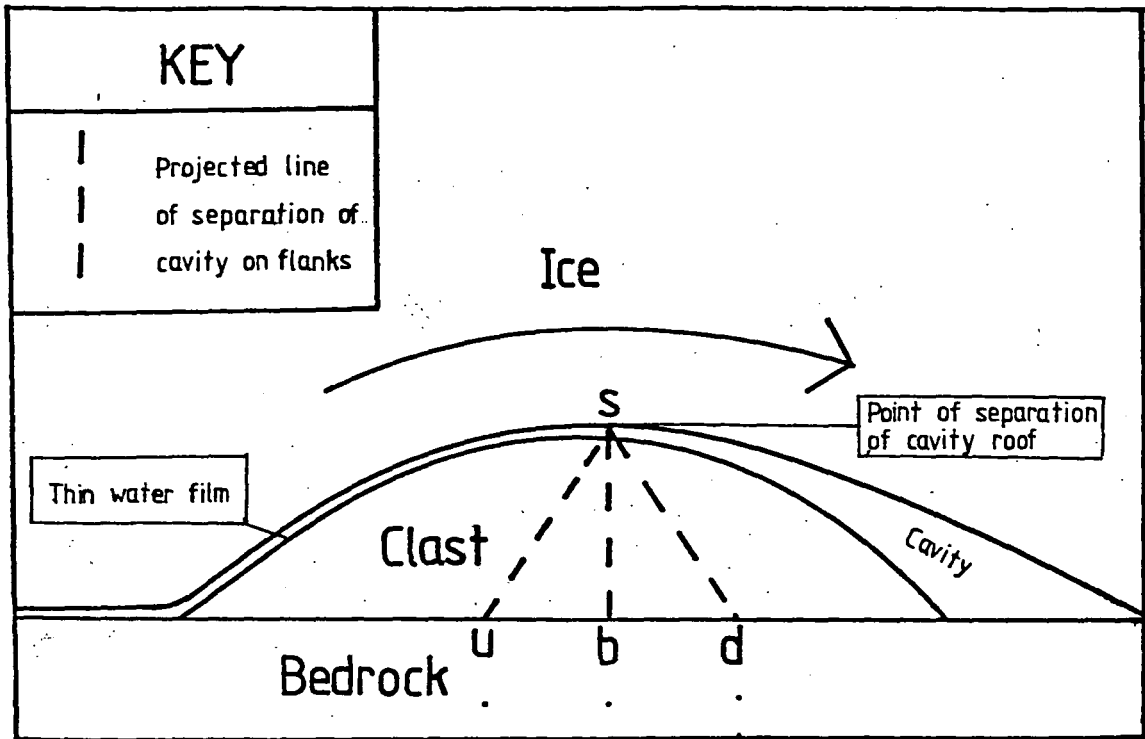 KEY
Projected line
of separation of
cavity on flanks
Ice
S
Point of separation
of cavity roof
Thin water film
Clast
Cavity
u b d
Bedrock